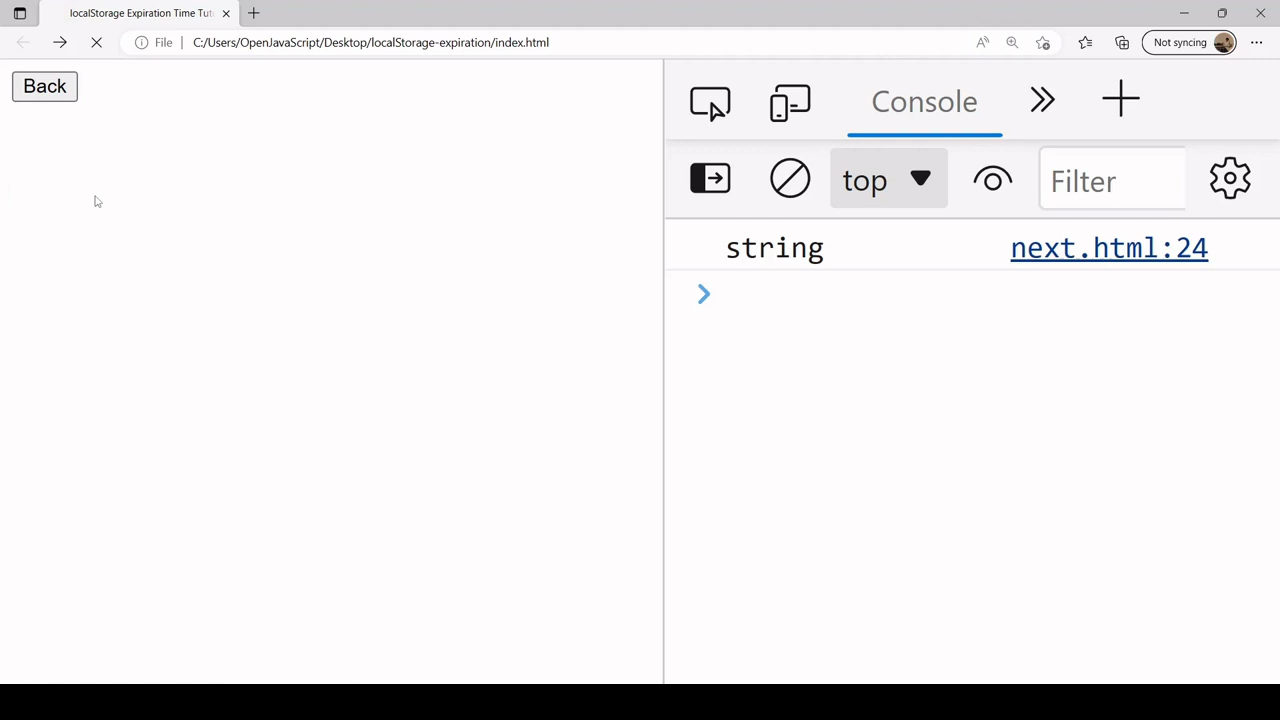 localStorage Expiration Time Tut
File
C:/Users/OpenJavaScript/Desktop/localStorage-expiration/index.html
Not syncing
Back
Console
top
Filter
string
next.html:24